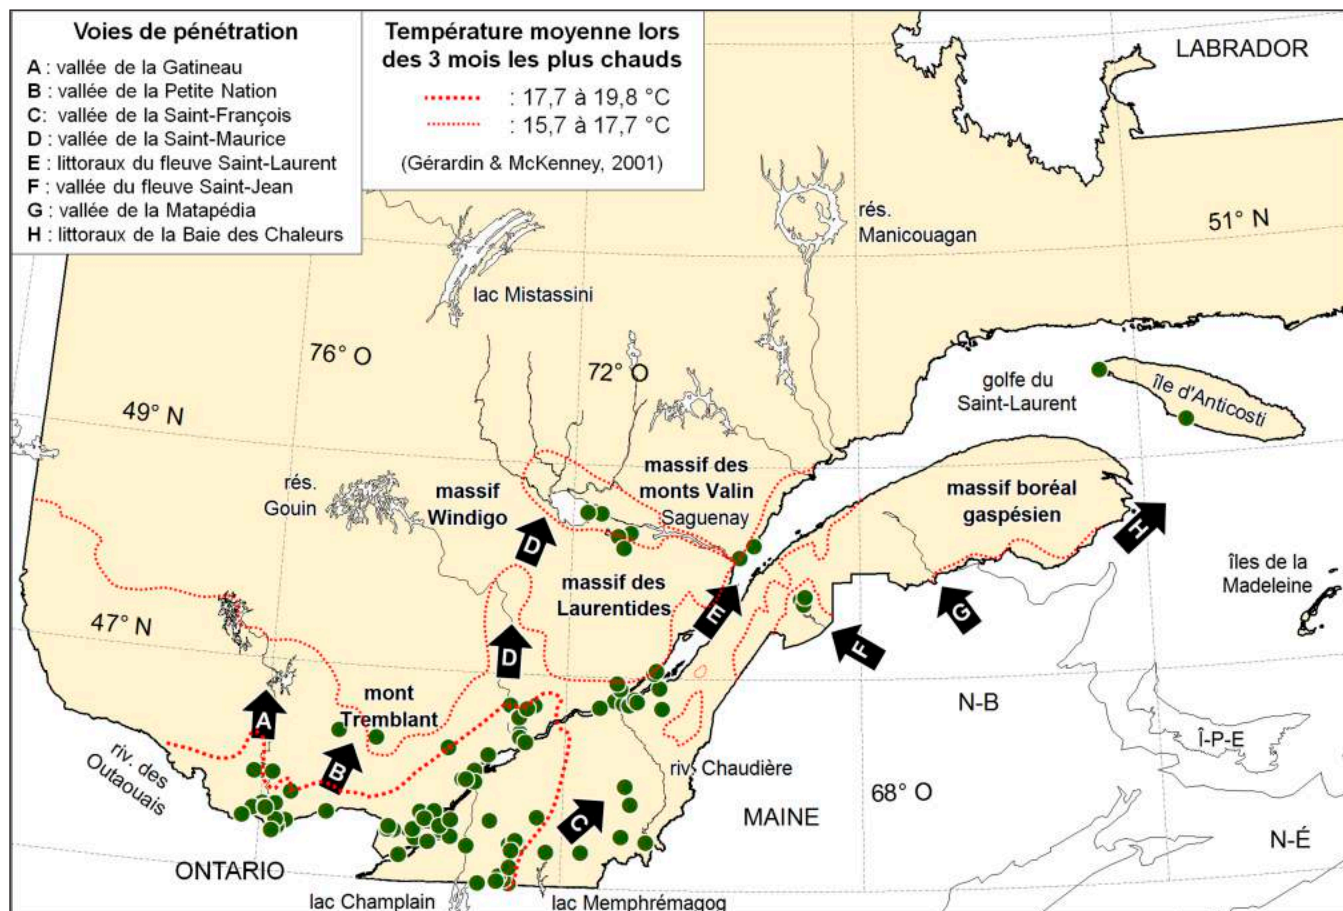 Voies de pénétration
A : vallée de la Gatineau
B : vallée de la Petite Nation
C: vallée de la Saint-François
D : vallée de la Saint-Maurice
E: littoraux du fleuve Saint-Laurent
F : vallée du fleuve Saint-Jean
G : vallée de la Matapédia
H : littoraux de la Baie des Chaleurs
Température moyenne lors
des 3 mois les plus chauds
: 17,7 à 19,8 °C
: 15,7 à 17,7 °C
(Gérardin & McKenney, 2001)
LABRADOR
rés.
Manicouagan
51° N
lac Mistassini
76° O
72° O
golfe du
Saint-Laurent
île d'Anticosti
49° N
massif des
monts Valin
Saguenay
massif boréal
gaspésien
rés.
Gouin
massif
Windigo
H
D
massif des
Laurentides
îles de la
Madeleine
E
G
47° N
F
D
mont
Tremblant
N-B
A
Î-P-E
B
riv. des
Outaouais
riv. Chaudière
68° O
MAINE
C
N-É
ONTARIO
lac Champlain
lac Memphrémagog